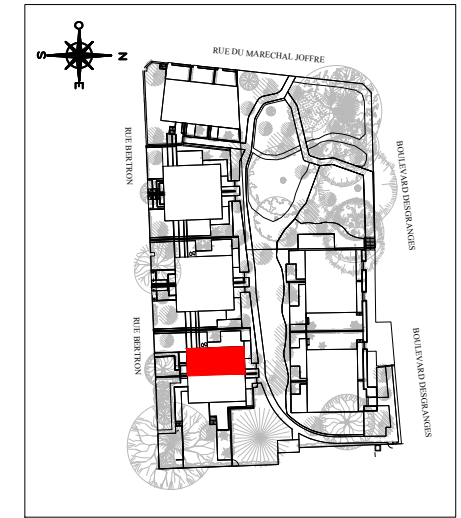 O
S
N
E
RUE DU MARECHAL JOFFRE
RUE BERTRON
BOULEVARD DESGRANGES
RUE BERTRON
BOULEVARD DESGRANGES